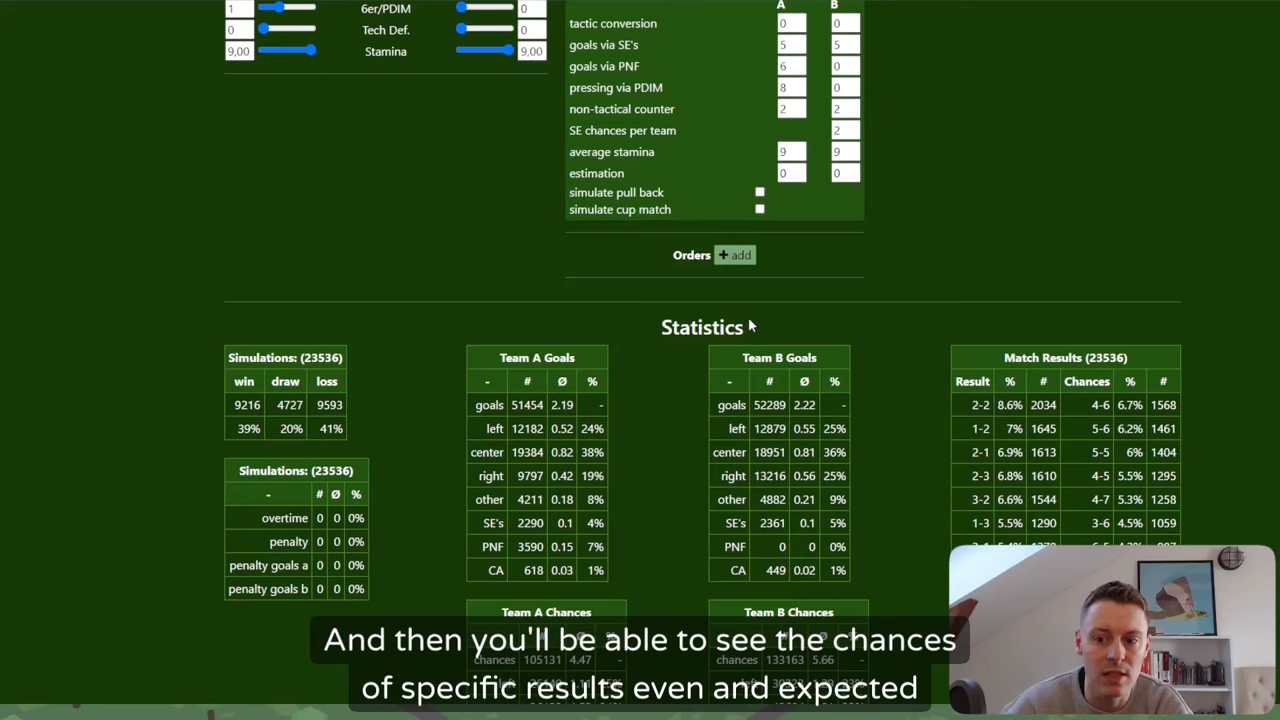 1 6er/PDIM 0
0 Tech Def. 0
9,00 Stamina 9,00
A B
tactic conversion 0 0
goals via SE's 5 5
goals via PNF 6 0
pressing via PDIM 8 0
non-tactical counter 2 2
SE chances per team 2
average stamina 9 9
estimation 0 0
simulate pull back
simulate cup match
Orders + add
Statistics
Simulations: (23536)
win draw loss
9216 4727 9593
39% 20% 41%
Simulations: (23536)
- # Ø %
overtime 0 0 0%
penalty 0 0 0%
penalty goals a 0 0 0%
penalty goals b 0 0 0%
Team A Goals
- # Ø %
goals 51454 2.19 -
left 12182 0.52 24%
center 19384 0.82 38%
right 9797 0.42 19%
other 4211 0.18 8%
SE's 2290 0.1 4%
PNF 3590 0.15 7%
CA 618 0.03 1%
Team A Chances
chances 105131 4.47 -
Team B Goals
- # Ø %
goals 52289 2.22 -
left 12879 0.55 25%
center 18951 0.81 36%
right 13216 0.56 25%
other 4882 0.21 9%
SE's 2361 0.1 5%
PNF 0 0 0%
CA 449 0.02 1%
Team B Chances
chances 133163 5.66 -
Match Results (23536)
Result % # Chances % #
2-2 8.6% 2034 4-6 6.7% 1568
1-2 7% 1645 5-6 6.2% 1461
2-1 6.9% 1613 5-5 6% 1404
2-3 6.8% 1610 4-5 5.5% 1295
3-2 6.6% 1544 4-7 5.3% 1258
1-3 5.5% 1290 3-6 4.5% 1059
And then you'll be able to see the chances
of specific results even and expected